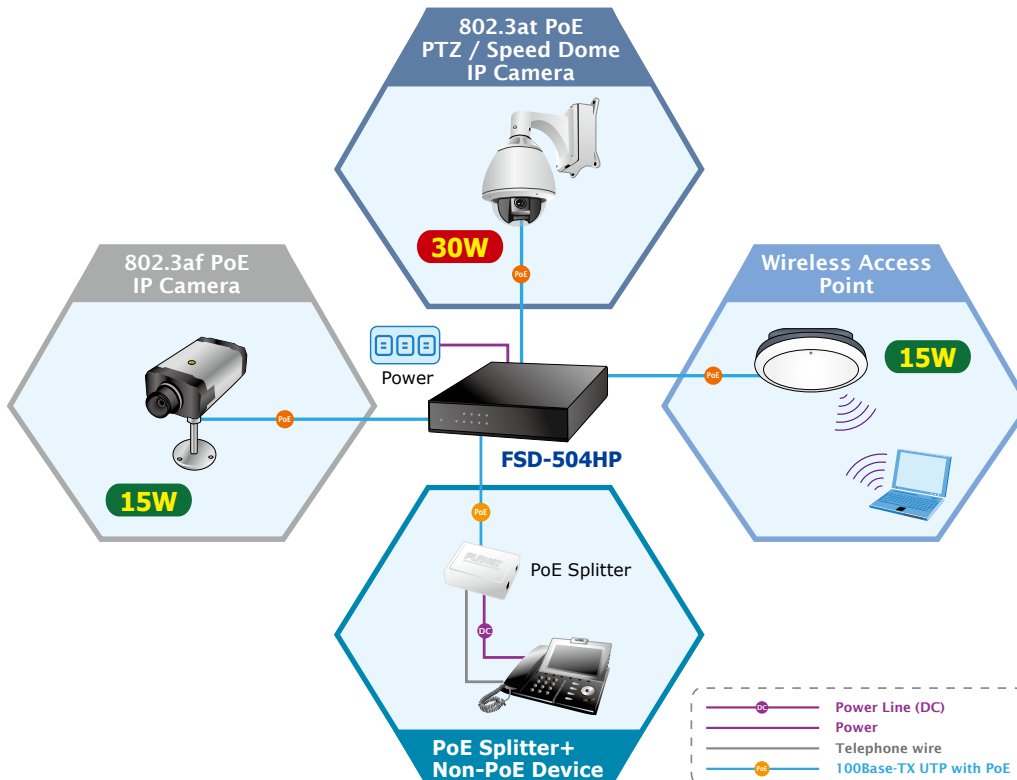 802.3at PoE
PTZ / Speed Dome
IP Camera
30W
PoE
802.3af PoE
IP Camera
15W
PoE
Wireless Access
Point
15W
PoE
Power
FSD-504HP
PoE
PLANET
PoE Splitter
DC
PoE Splitter+
Non-PoE Device
DC
Power Line (DC)
Power
Telephone wire
PoE
100Base-TX UTP with PoE